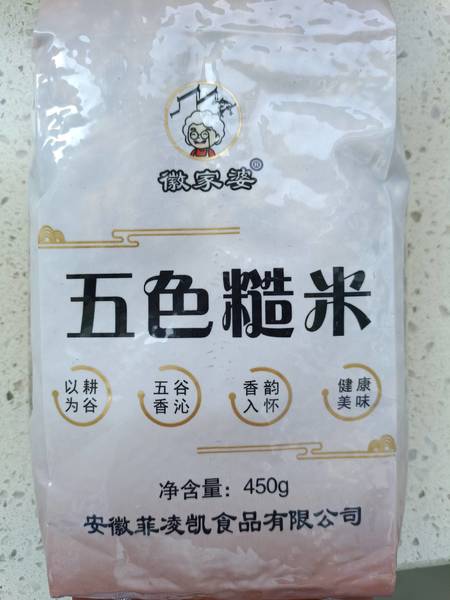 徽家婆®
五色糙米
以耕
为谷
五谷
香沁
香韵
入怀
健康
美味
净含量：450g
安徽菲凌凯食品有限公司